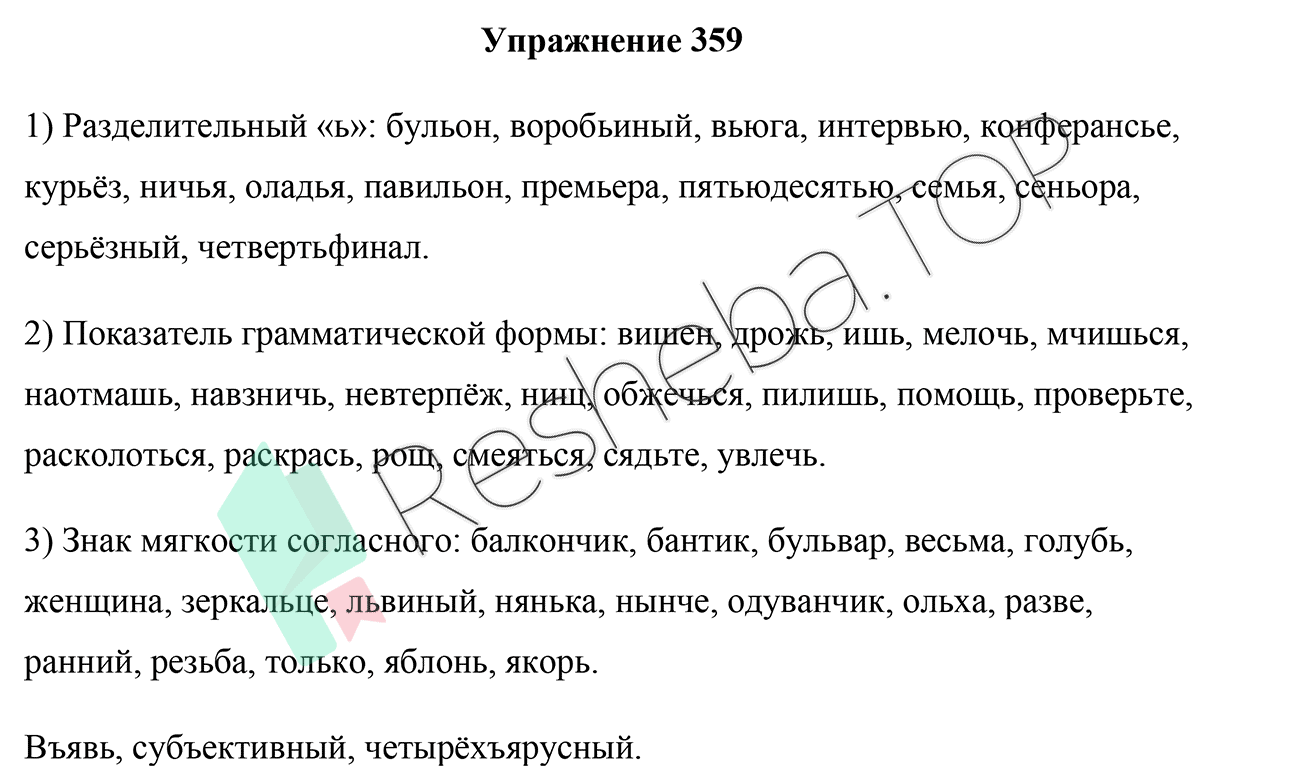 Упражнение 359
1) Разделительный «ь»: бульон, воробьиный, вьюга, интервью, конферансье,
курьёз, ничья, оладья, павильон, премьера, пятьюдесятью, семья, сеньора,
серьёзный, четвертьфинал.
2) Показатель грамматической формы: вишен, дрожь, ишь, мелочь, мчишься,
наотмашь, навзничь, невтерпёж, нищ, обжечься, пилишь, помощь, проверьте,
расколоться, раскрась, рощ, смеяться, сядьте, увлечь.
3) Знак мягкости согласного: балкончик, бантик, бульвар, весьма, голубь,
женщина, зеркальце, львиный, нянька, нынче, одуванчик, ольха, разве,
ранний, резьба, только, яблонь, якорь.
Въявь, субъективный, четырёхъярусный.
Resheba.TOP